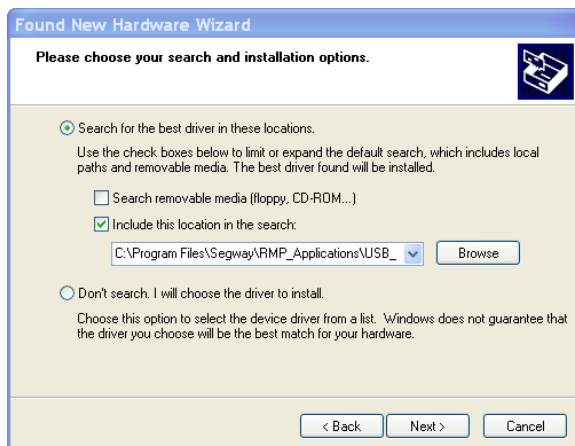 Found New Hardware Wizard
Please choose your search and installation options.
Search for the best driver in these locations.
Use the check boxes below to limit or expand the default search, which includes local
paths and removable media. The best driver found will be installed.
Search removable media (floppy, CD-ROM...)
Include this location in the search:
C:\Program Files\Segway\RMP_Applications\USB_
Browse
Don't search. I will choose the driver to install.
Choose this option to select the device driver from a list. Windows does not guarantee that
the driver you choose will be the best match for your hardware.
< Back Next > Cancel